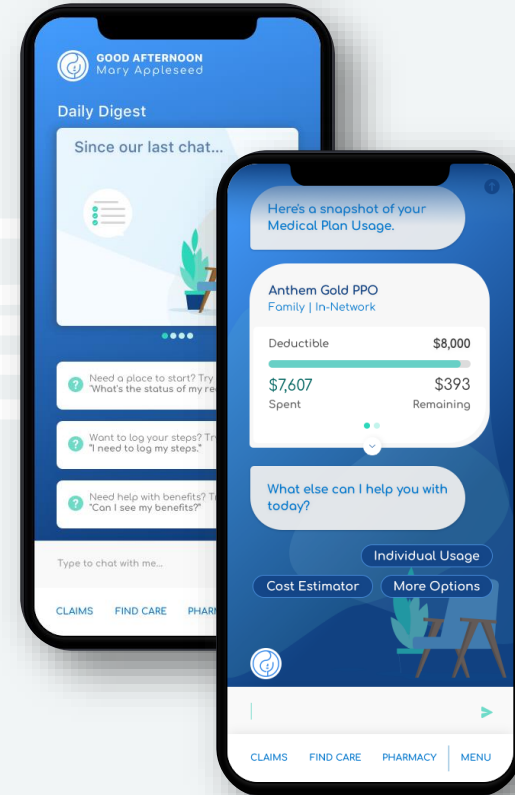 GOOD AFTERNOON
Mary Appleseed
Daily Digest
Since our last chat...
Need a place to start? Try
"What's the status of my
Want to log your steps?
"I need to log my steps."
Need help with benefits?
"Can I see my benefits?"
Type to chat with me...
CLAIMS FIND CARE
Here's a snapshot of your
Medical Plan Usage.
Anthem Gold PPO
Family | In-Network
Deductible $8,000
$7,607 $393
Spent Remaining
What else can I help you with
today?
Individual Usage
Cost Estimator More Options
CLAIMS FIND CARE PHARMACY MENU